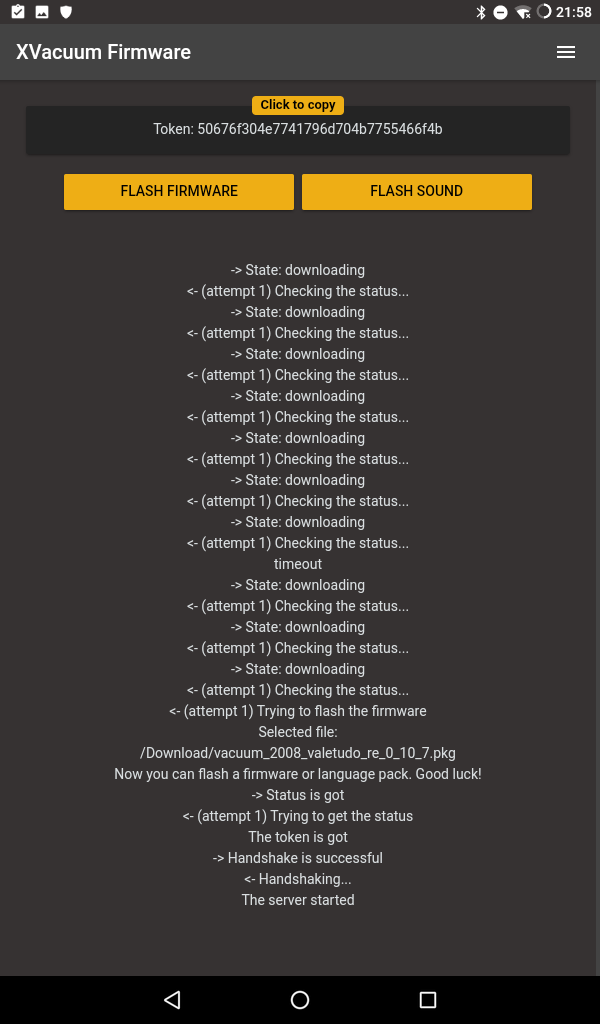 21:58
XVacuum Firmware
Click to copy
Token: 50676f304e7741796d704b7755466f4b
FLASH FIRMWARE
FLASH SOUND
-> State: downloading
<- (attempt 1) Checking the status...
-> State: downloading
<- (attempt 1) Checking the status...
-> State: downloading
<- (attempt 1) Checking the status...
-> State: downloading
<- (attempt 1) Checking the status...
-> State: downloading
<- (attempt 1) Checking the status...
-> State: downloading
<- (attempt 1) Checking the status...
-> State: downloading
<- (attempt 1) Checking the status...
timeout
-> State: downloading
<- (attempt 1) Checking the status...
-> State: downloading
<- (attempt 1) Checking the status...
-> State: downloading
<- (attempt 1) Checking the status...
<- (attempt 1) Trying to flash the firmware
Selected file:
/Download/vacuum_2008_valetudo_re_0_10_7.pkg
Now you can flash a firmware or language pack. Good luck!
-> Status is got
<- (attempt 1) Trying to get the status
The token is got
-> Handshake is successful
<- Handshaking...
The server started